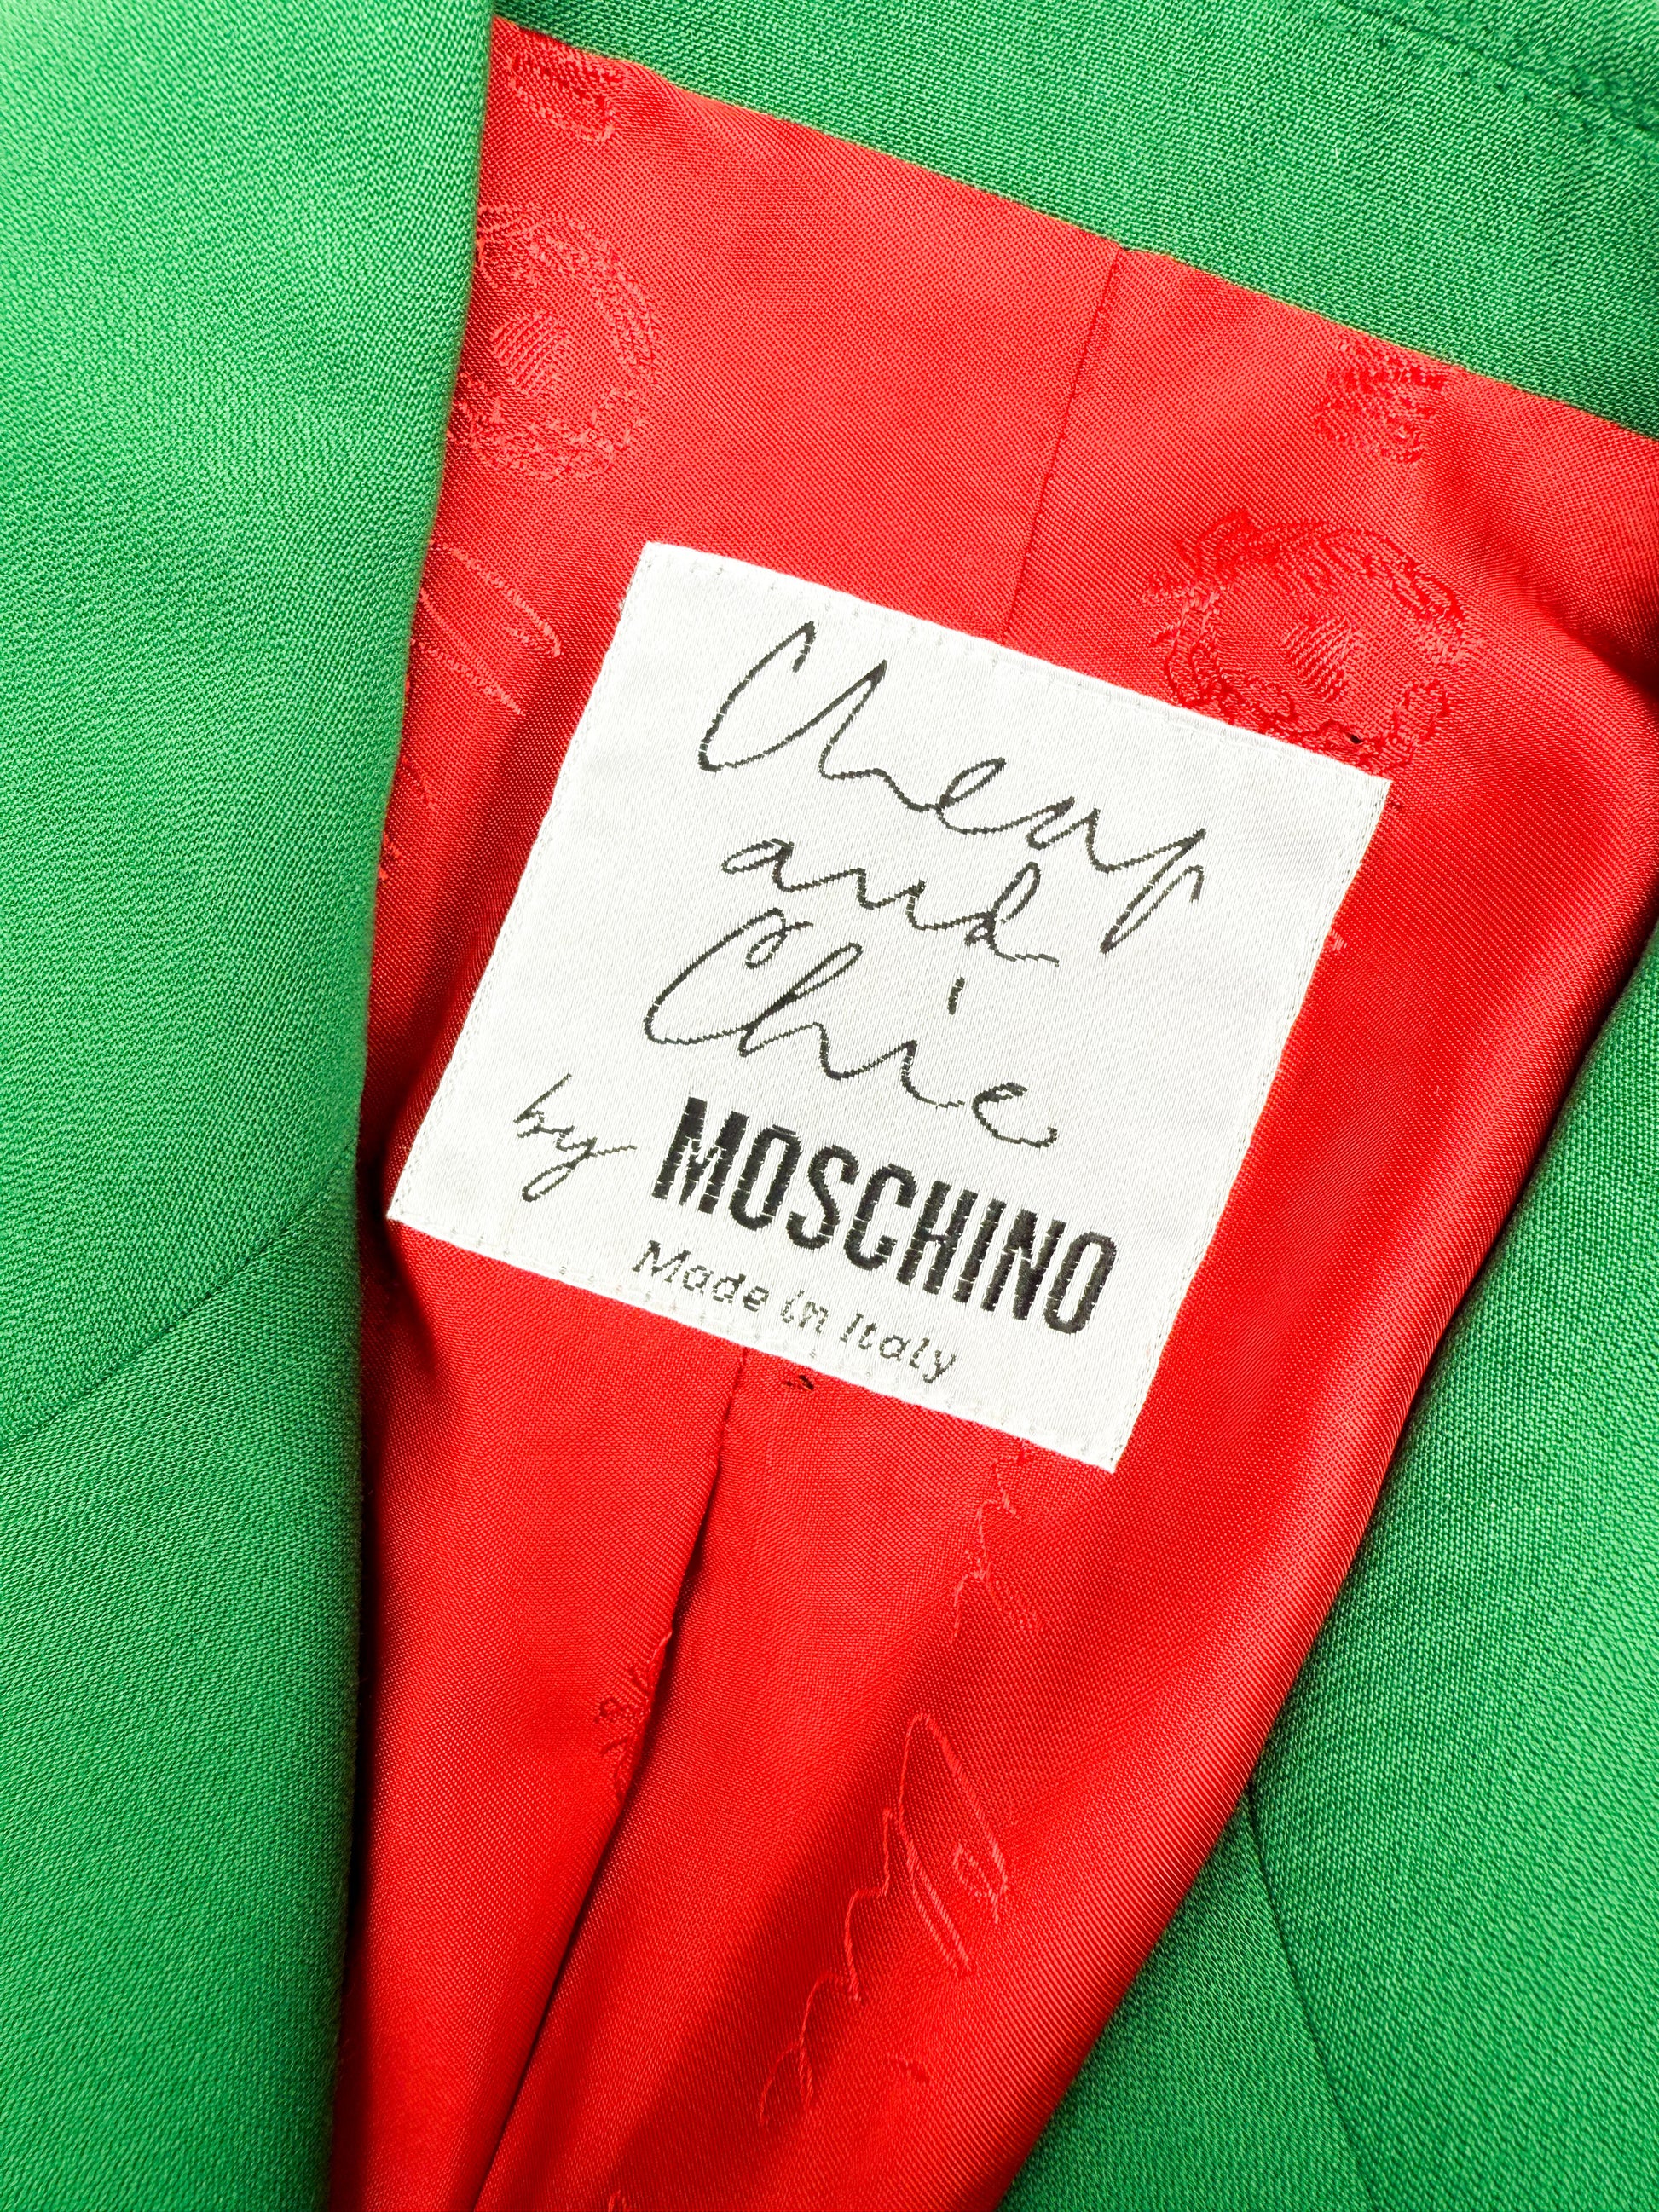 Cheap
and
Chic
by MOSCHINO
Made in Italy